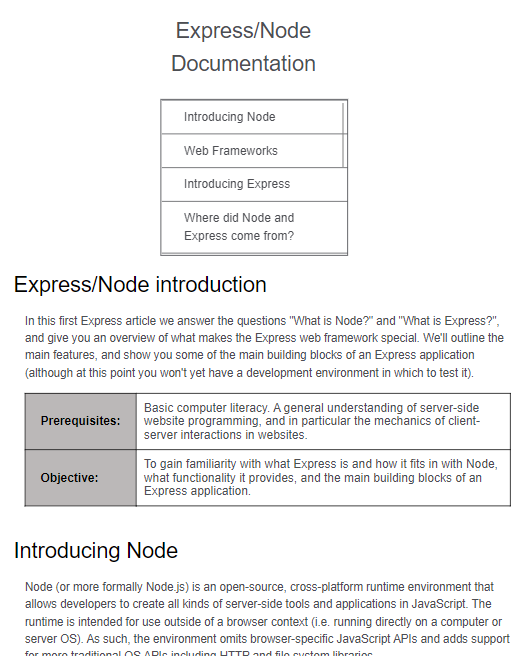 Express/Node
Documentation
Introducing Node
Web Frameworks
Introducing Express
Where did Node and
Express come from?
Express/Node introduction
In this first Express article we answer the questions "What is Node?" and "What is Express?",
and give you an overview of what makes the Express web framework special. We'll outline the
main features, and show you some of the main building blocks of an Express application
(although at this point you won't yet have a development environment in which to test it).
Prerequisites:
Basic computer literacy. A general understanding of server-side
website programming, and in particular the mechanics of client-
server interactions in websites.
Objective:
To gain familiarity with what Express is and how it fits in with Node,
what functionality it provides, and the main building blocks of an
Express application.
Introducing Node
Node (or more formally Node.js) is an open-source, cross-platform runtime environment that
allows developers to create all kinds of server-side tools and applications in JavaScript. The
runtime is intended for use outside of a browser context (i.e. running directly on a computer or
server OS). As such, the environment omits browser-specific JavaScript APIs and adds support
for more traditional OS APIs including HTTP and file system libraries.